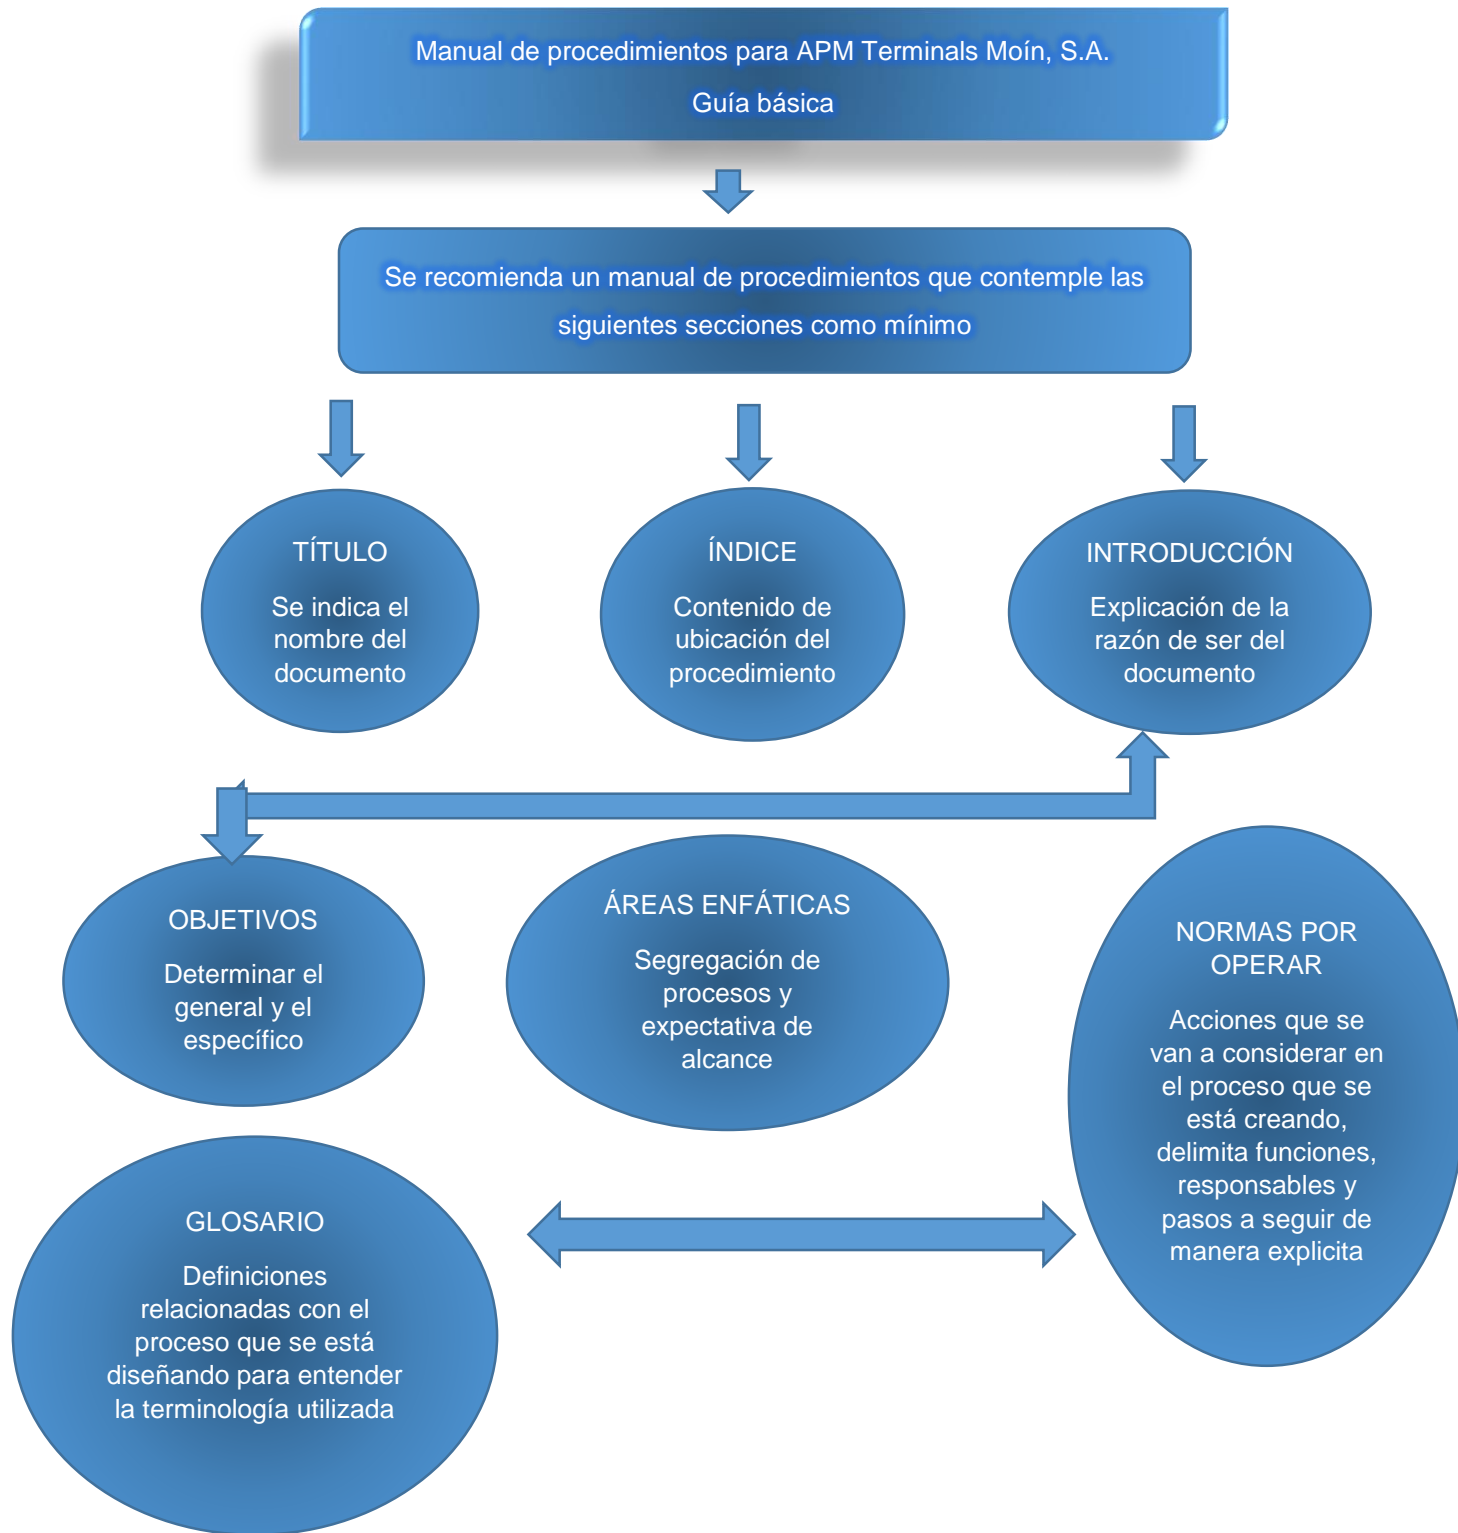 Manual de procedimientos para APM Terminals Moín, S.A.
Guía básica
Se recomienda un manual de procedimientos que contemple las
siguientes secciones como mínimo
TÍTULO
Se indica el
nombre del
documento
ÍNDICE
Contenido de
ubicación del
procedimiento
INTRODUCCIÓN
Explicación de la
razón de ser del
documento
OBJETIVOS
Determinar el
general y el
específico
ÁREAS ENFÁTICAS
Segregación de
procesos y
expectativa de
alcance
NORMAS POR
OPERAR
Acciones que se
van a considerar en
el proceso que se
está creando,
delimita funciones,
responsables y
pasos a seguir de
manera explicita
GLOSARIO
Definiciones
relacionadas con el
proceso que se está
diseñando para entender
la terminología utilizada